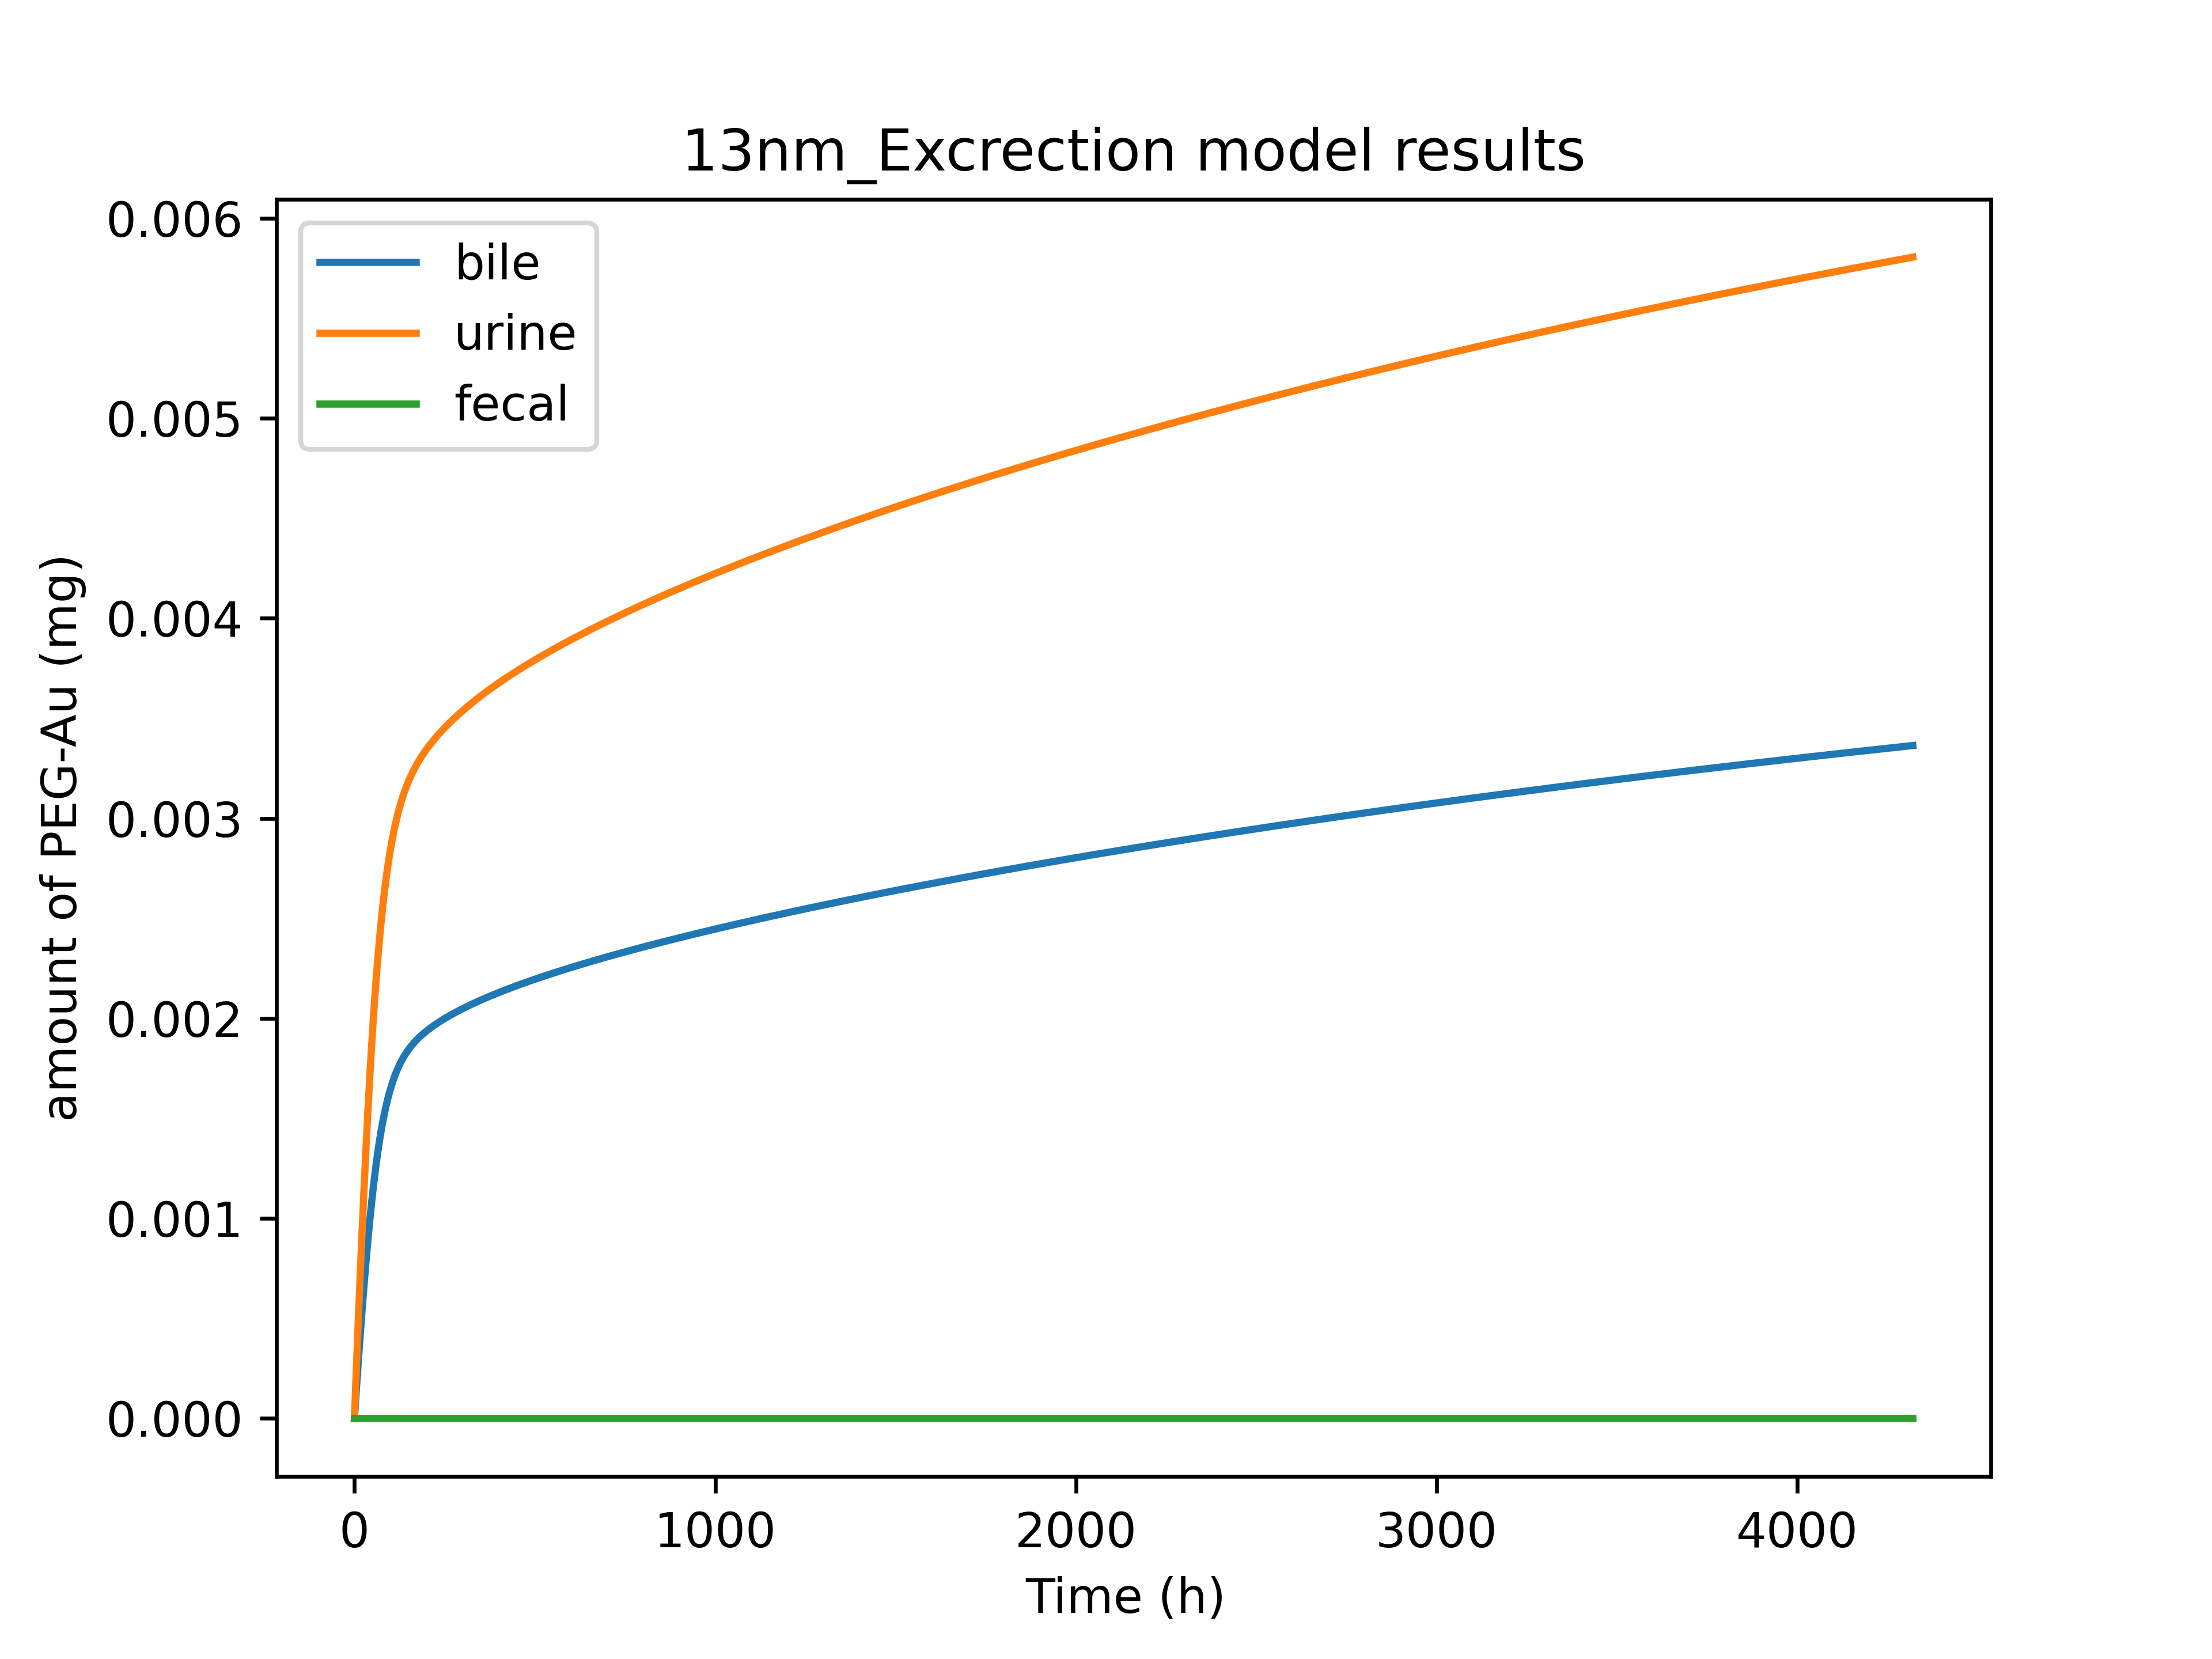 13nm_Excrection model results
0.006
0.005
0.004
0.003
0.002
0.001
0.000
amount of PEG-Au (mg)
bile
urine
fecal
0
1000
2000
3000
4000
Time (h)